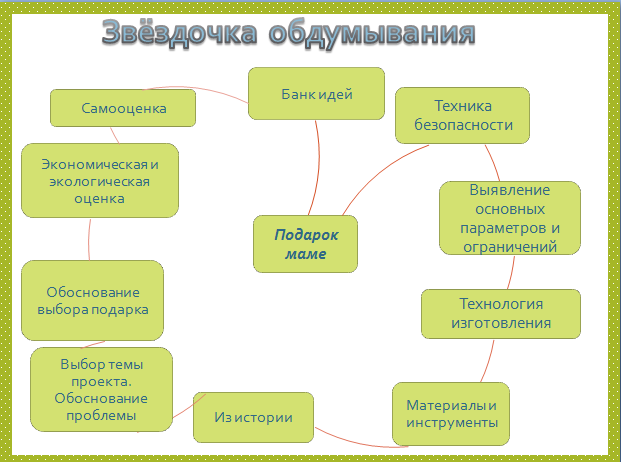 Звёздочка обдумывания
Банк идей
Техника
безопасности
Выявление
основных
параметров и
ограничений
Технология
изготовления
Материалы и
инструменты
Из истории
Выбор темы
проекта.
Обоснование
проблемы
Обоснование
выбора подарка
Экономическая и
экологическая
оценка
Самооценка
Подарок
маме